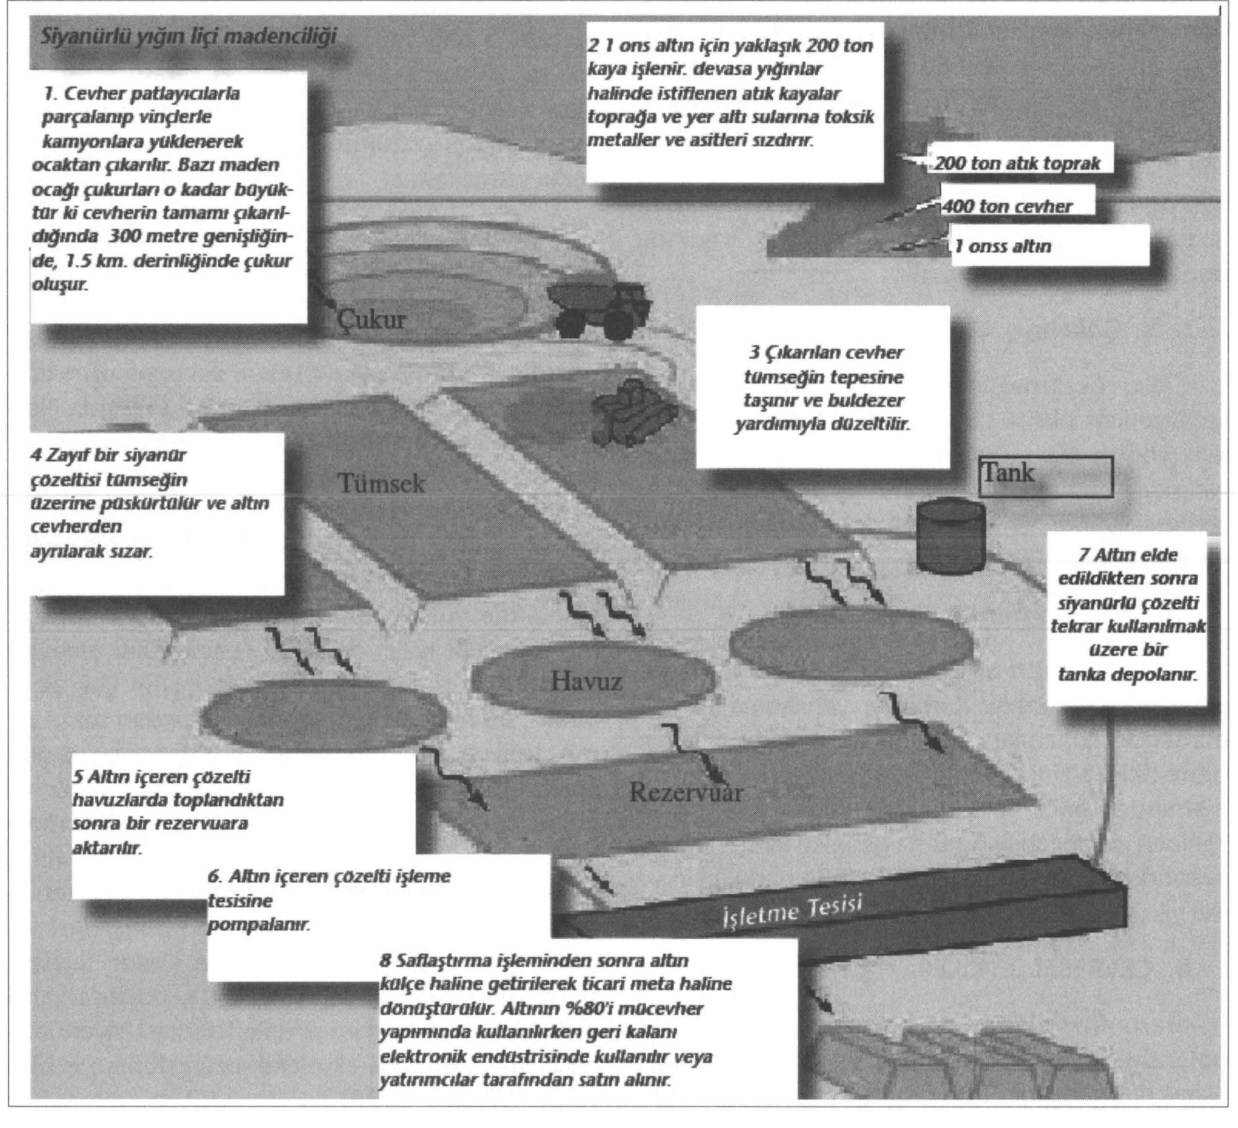 Siyanürlü yığın liçi madenciliği
1. Cevher patlayıcılarla
parçalanıp vinçlerle
kamyonlara yüklenerek
ocaktan çıkarılır. Bazı maden
ocağı çukurları o kadar büyük-
tür ki cevherin tamamı çıkarıl-
dığında 300 metre genişliğin-
de, 1.5 km. derinliğinde çukur
oluşur.
2 1 ons altın için yaklaşık 200 ton
kaya işlenir. devasa yığınlar
halinde istiflenen atık kayalar
toprağa ve yer altı sularına toksik
metaller ve asitleri sızdırır.
200 ton atık toprak
400 ton cevher
1 onss altın
Çukur
3 Çıkarılan cevher
tümseğin tepesine
taşınır ve buldezer
yardımıyla düzeltilir.
4 Zayıf bir siyanür
çözeltisi tümseğin
üzerine püskürtülür ve altın
cevherden
ayrılarak sızar.
Tümsek
Tank
7 Altın elde
edildikten sonra
siyanürlü çözelti
tekrar kullanılmak
üzere bir
tanka depolanır.
Havuz
5 Altın içeren çözelti
havuzlarda toplandıktan
sonra bir rezervuara
aktarılır.
Rezervuar
6. Altın içeren çözelti işleme
tesisine
pompalanır.
İşletme Tesisi
8 Saflaştırma işleminden sonra altın
külçe haline getirilerek ticari meta haline
dönüştürülür. Altının %80'i mücevher
yapımında kullanılırken geri kalanı
elektronik endüstrisinde kullanılır veya
yatırımcılar tarafından satın alınır.